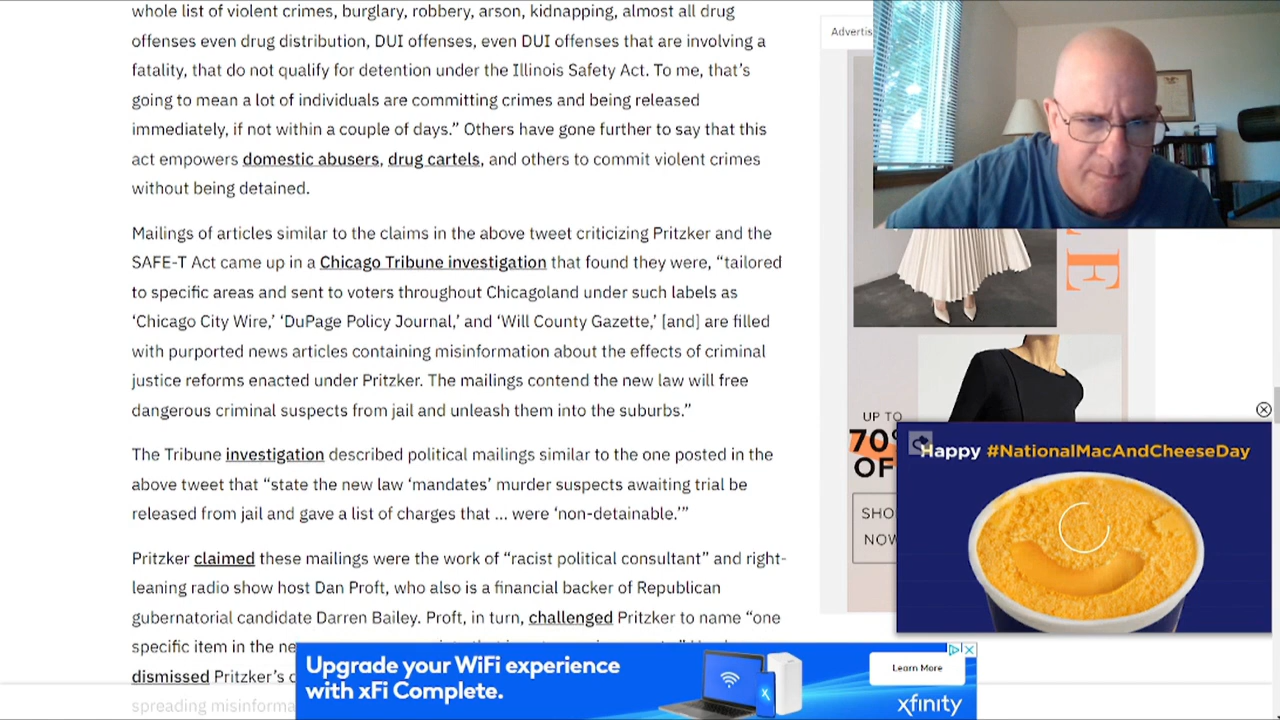 whole list of violent crimes, burglary, robbery, arson, kidnapping, almost all drug
offenses even drug distribution, DUI offenses, even DUI offenses that are involving a
fatality, that do not qualify for detention under the Illinois Safety Act. To me, that’s
going to mean a lot of individuals are committing crimes and being released
immediately, if not within a couple of days.” Others have gone further to say that this
act empowers domestic abusers, drug cartels, and others to commit violent crimes
without being detained.
Mailings of articles similar to the claims in the above tweet criticizing Pritzker and the
SAFE-T Act came up in a Chicago Tribune investigation that found they were, “tailored
to specific areas and sent to voters throughout Chicagoland under such labels as
‘Chicago City Wire,’ ‘DuPage Policy Journal,’ and ‘Will County Gazette,’ [and] are filled
with purported news articles containing misinformation about the effects of criminal
justice reforms enacted under Pritzker. The mailings contend the new law will free
dangerous criminal suspects from jail and unleash them into the suburbs.”
The Tribune investigation described political mailings similar to the one posted in the
above tweet that “state the new law ‘mandates’ murder suspects awaiting trial be
released from jail and gave a list of charges that ... were ‘non-detainable.’”
Pritzker claimed these mailings were the work of “racist political consultant” and right-
leaning radio show host Dan Proft, who also is a financial backer of Republican
gubernatorial candidate Darren Bailey. Proft, in turn, challenged Pritzker to name “one
specific item in the ne
dismissed Pritzker’s
spreading misinforma
Advertis
E
UP TO
70%
OF
SHO
NOW
Happy #NationalMacAndCheeseDay
Upgrade your WiFi experience
with xFi Complete.
Learn More
xfinity